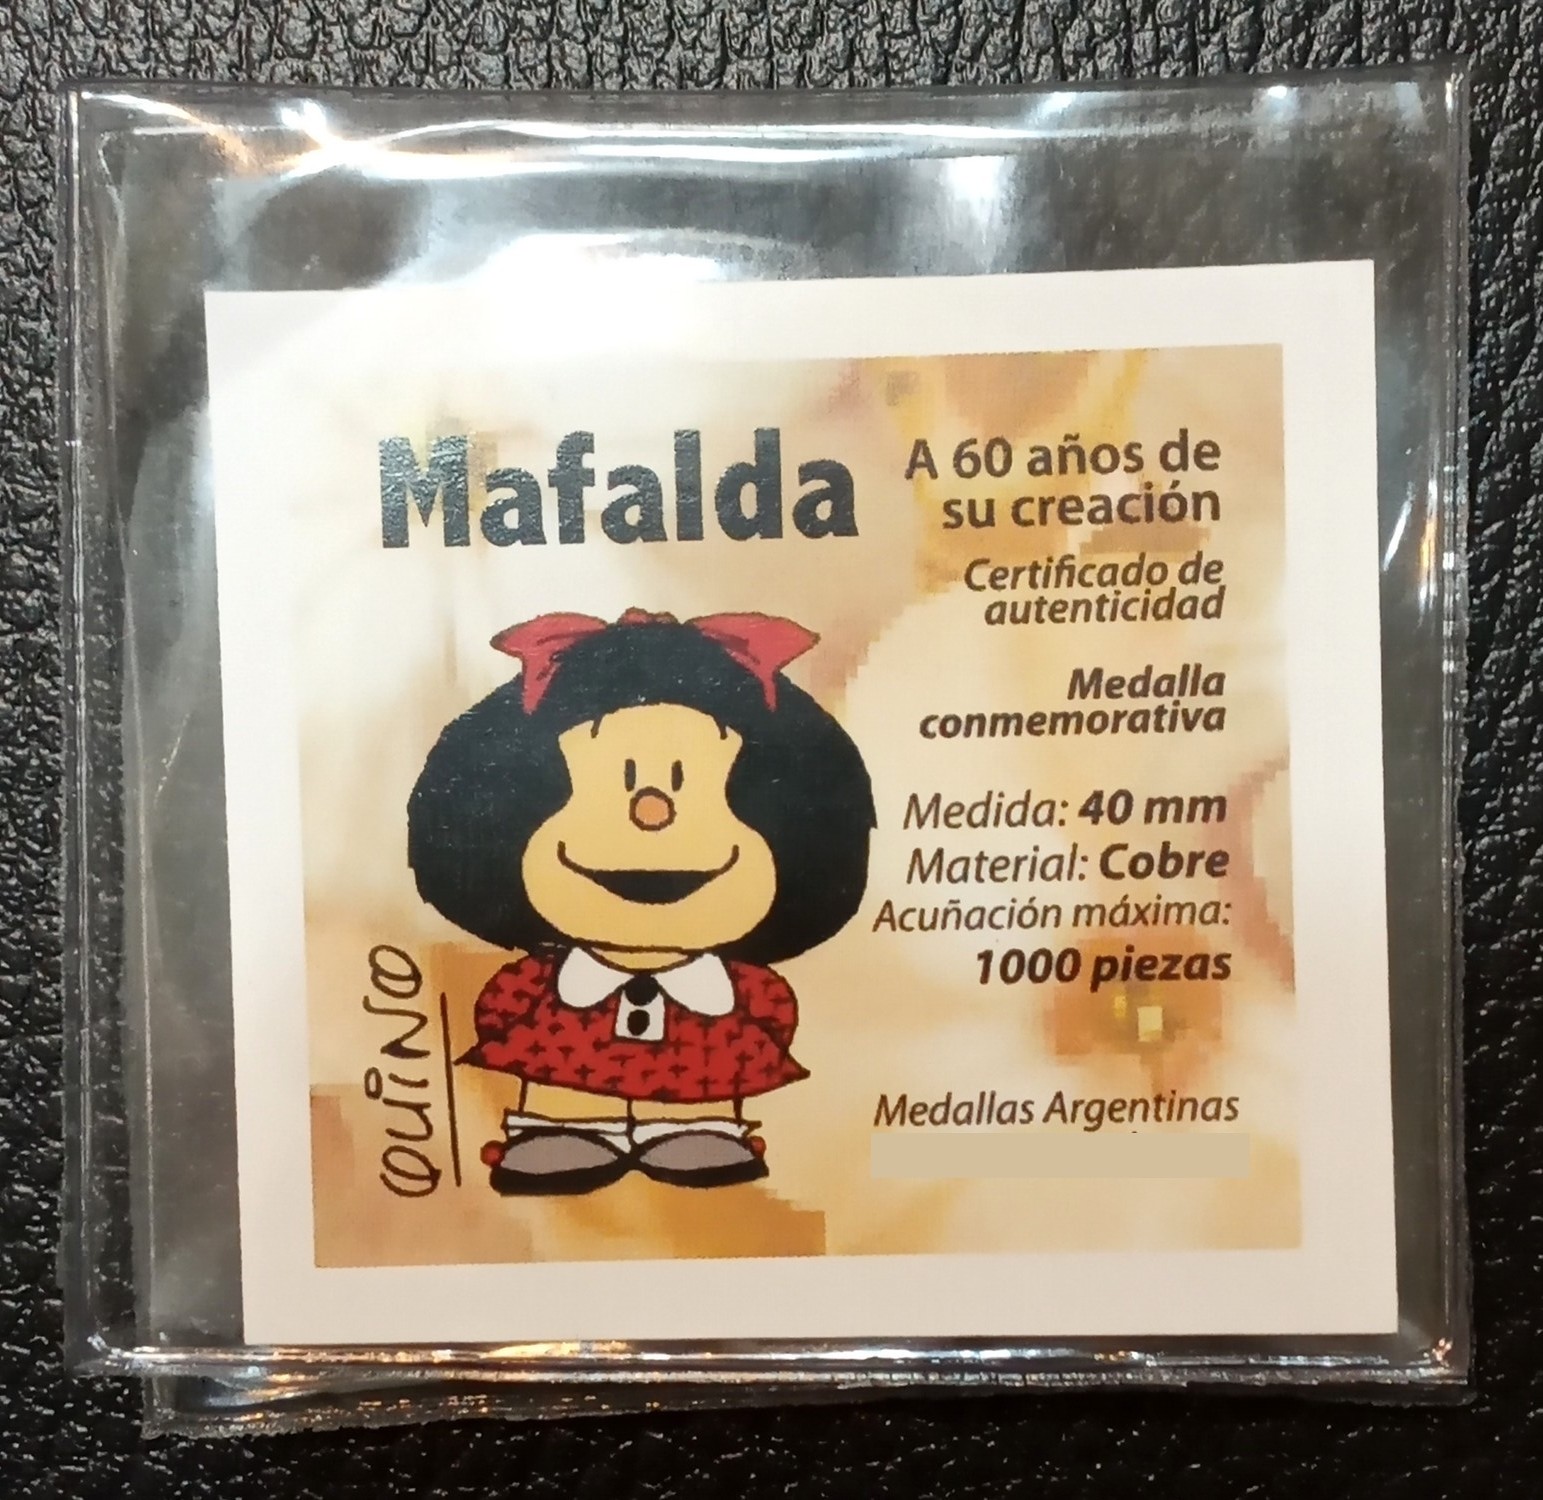 Mafalda
A 60 años de
su creación
Certificado de
autenticidad
Medalla
conmemorativa
Medida: 40 mm
Material: Cobre
Acuñación máxima:
1000 piezas
Medallas Argentinas
QUINO